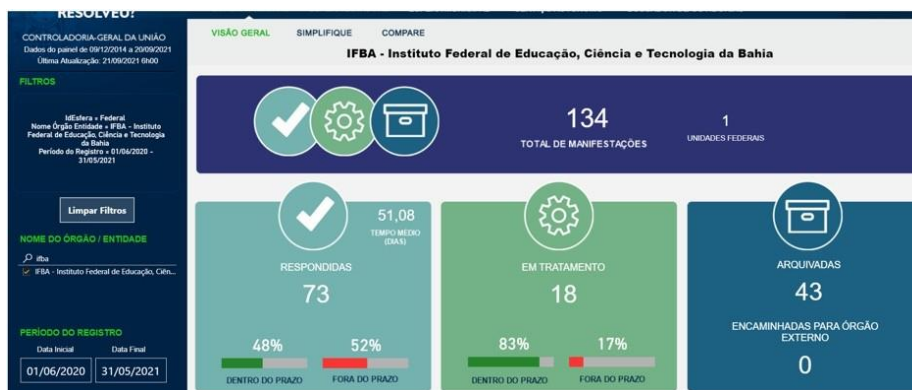 RESOLVEU?
CONTROLADORIA-GERAL DA UNIÃO
Dados do painel de 09/12/2014 a 20/09/2021
Última Atualização: 21/09/2021 6h00
FILTROS
IdEsfera = Federal
Nome Órgão Entidade = IFBA - Instituto
Federal de Educação, Ciência e Tecnologia
da Bahia
Período do Registro = 01/06/2020 -
31/05/2021
Limpar Filtros
NOME DO ÓRGÃO / ENTIDADE
ifba
IFBA - Instituto Federal de Educação, Ciên...
PERÍODO DO REGISTRO
Data Inicial Data Final
01/06/2020 31/05/2021
VISÃO GERAL SIMPLIFIQUE COMPARE
IFBA - Instituto Federal de Educação, Ciência e Tecnologia da Bahia
134
TOTAL DE MANIFESTAÇÕES
1
UNIDADES FEDERAIS
51,08
TEMPO MÉDIO
(DIAS)
RESPONDIDAS
73
48% 52%
DENTRO DO PRAZO FORA DO PRAZO
EM TRATAMENTO
18
83% 17%
DENTRO DO PRAZO FORA DO PRAZO
ARQUIVADAS
43
ENCAMINHADAS PARA ÓRGÃO
EXTERNO
0